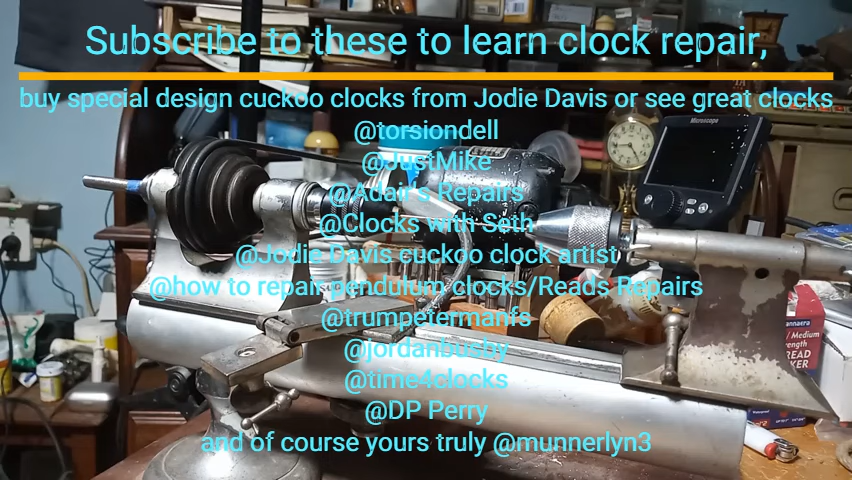 Subscribe to these to learn clock repair,
buy special design cuckoo clocks from Jodie Davis or see great clocks
@torsiondell
@JustMike
@Adair's Repairs
@Clocks with Seth
@Jodie Davis cuckoo clock artist
@how to repair pendulum clocks/Reads Repairs
@trumpetermanfs
@jordanbusby
@time4clocks
@DP Perry
and of course yours truly @munnerlyn3
Microscope
Medium